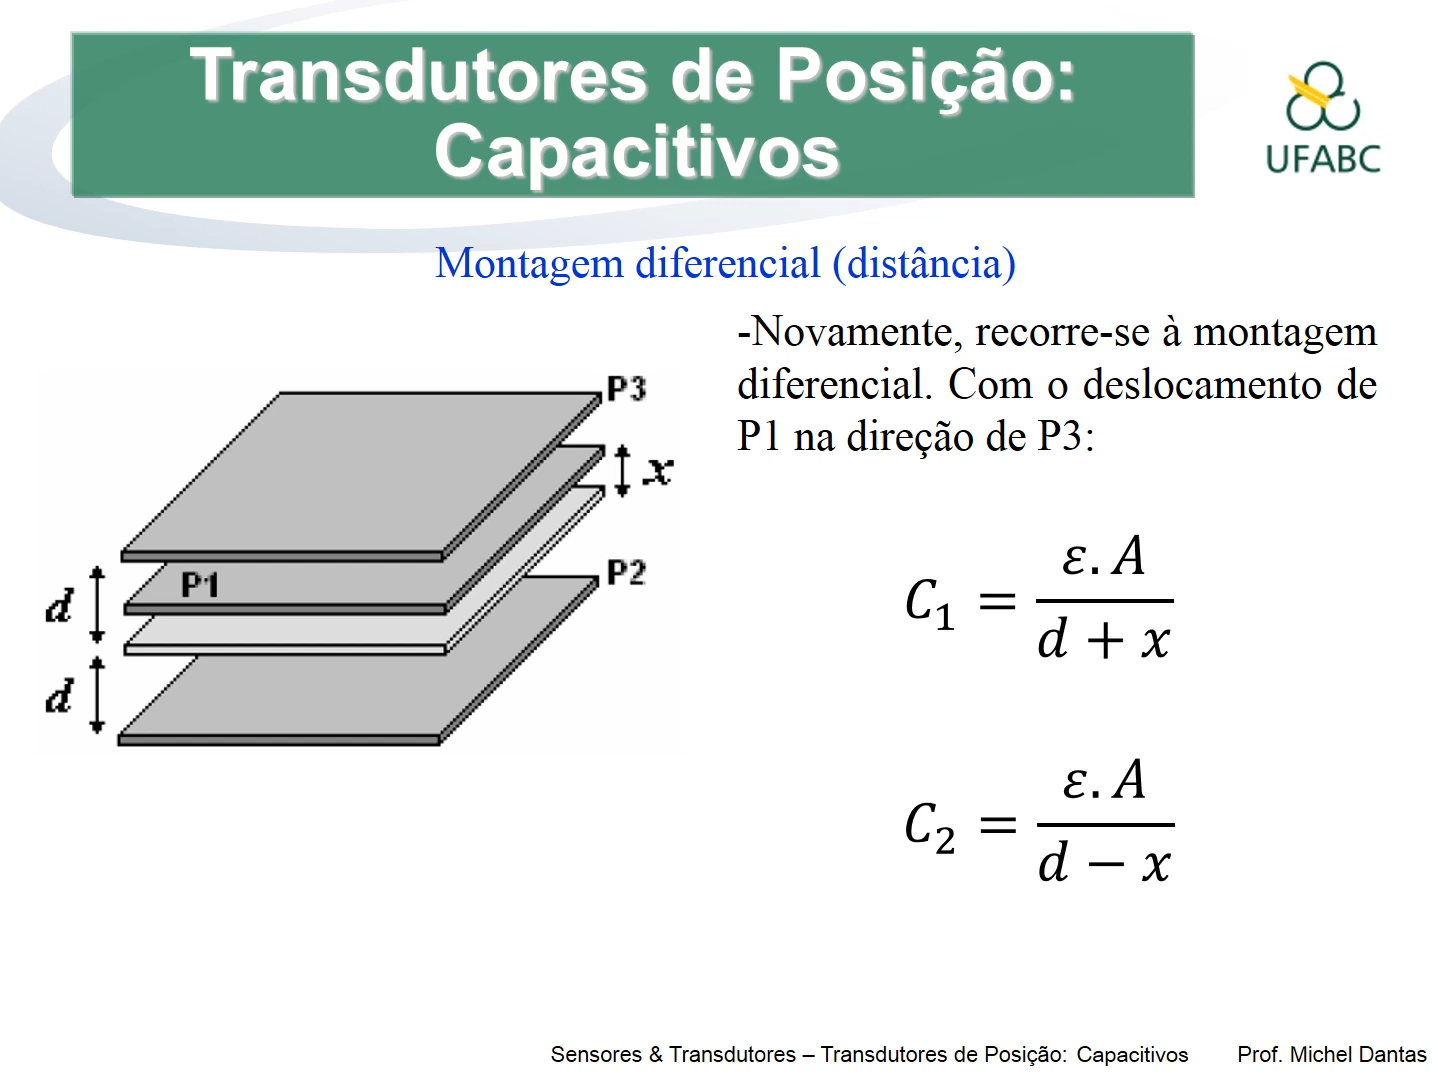 Transdutores de Posição:
Capacitivos
UFABC
Montagem diferencial (distância)
-Novamente, recorre-se à montagem
diferencial. Com o deslocamento de
P1 na direção de P3:
P3
x
P1
P2
d
d
C₁ = ε.A / d + x
C₂ = ε.A / d − x
Sensores & Transdutores – Transdutores de Posição: Capacitivos Prof. Michel Dantas